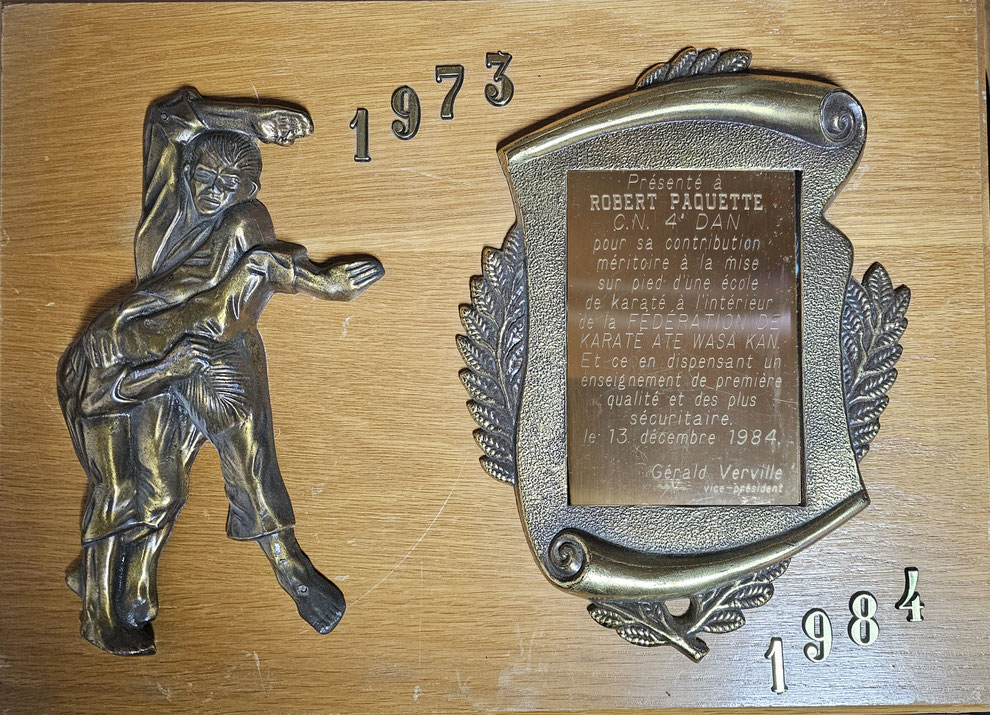 1973
Présenté à
ROBERT PAQUETTE
C.N. 4e DAN
pour sa contribution
méritoire à la mise
sur pied d'une école
de karaté à l'intérieur
de la FÉDÉRATION DE
KARATÉ ATE WASA KAN.
Et ce en dispensant un
enseignement de première
qualité et des plus
sécuritaire.
le 13 décembre 1984.
Gérald Verville
vice-président
1984